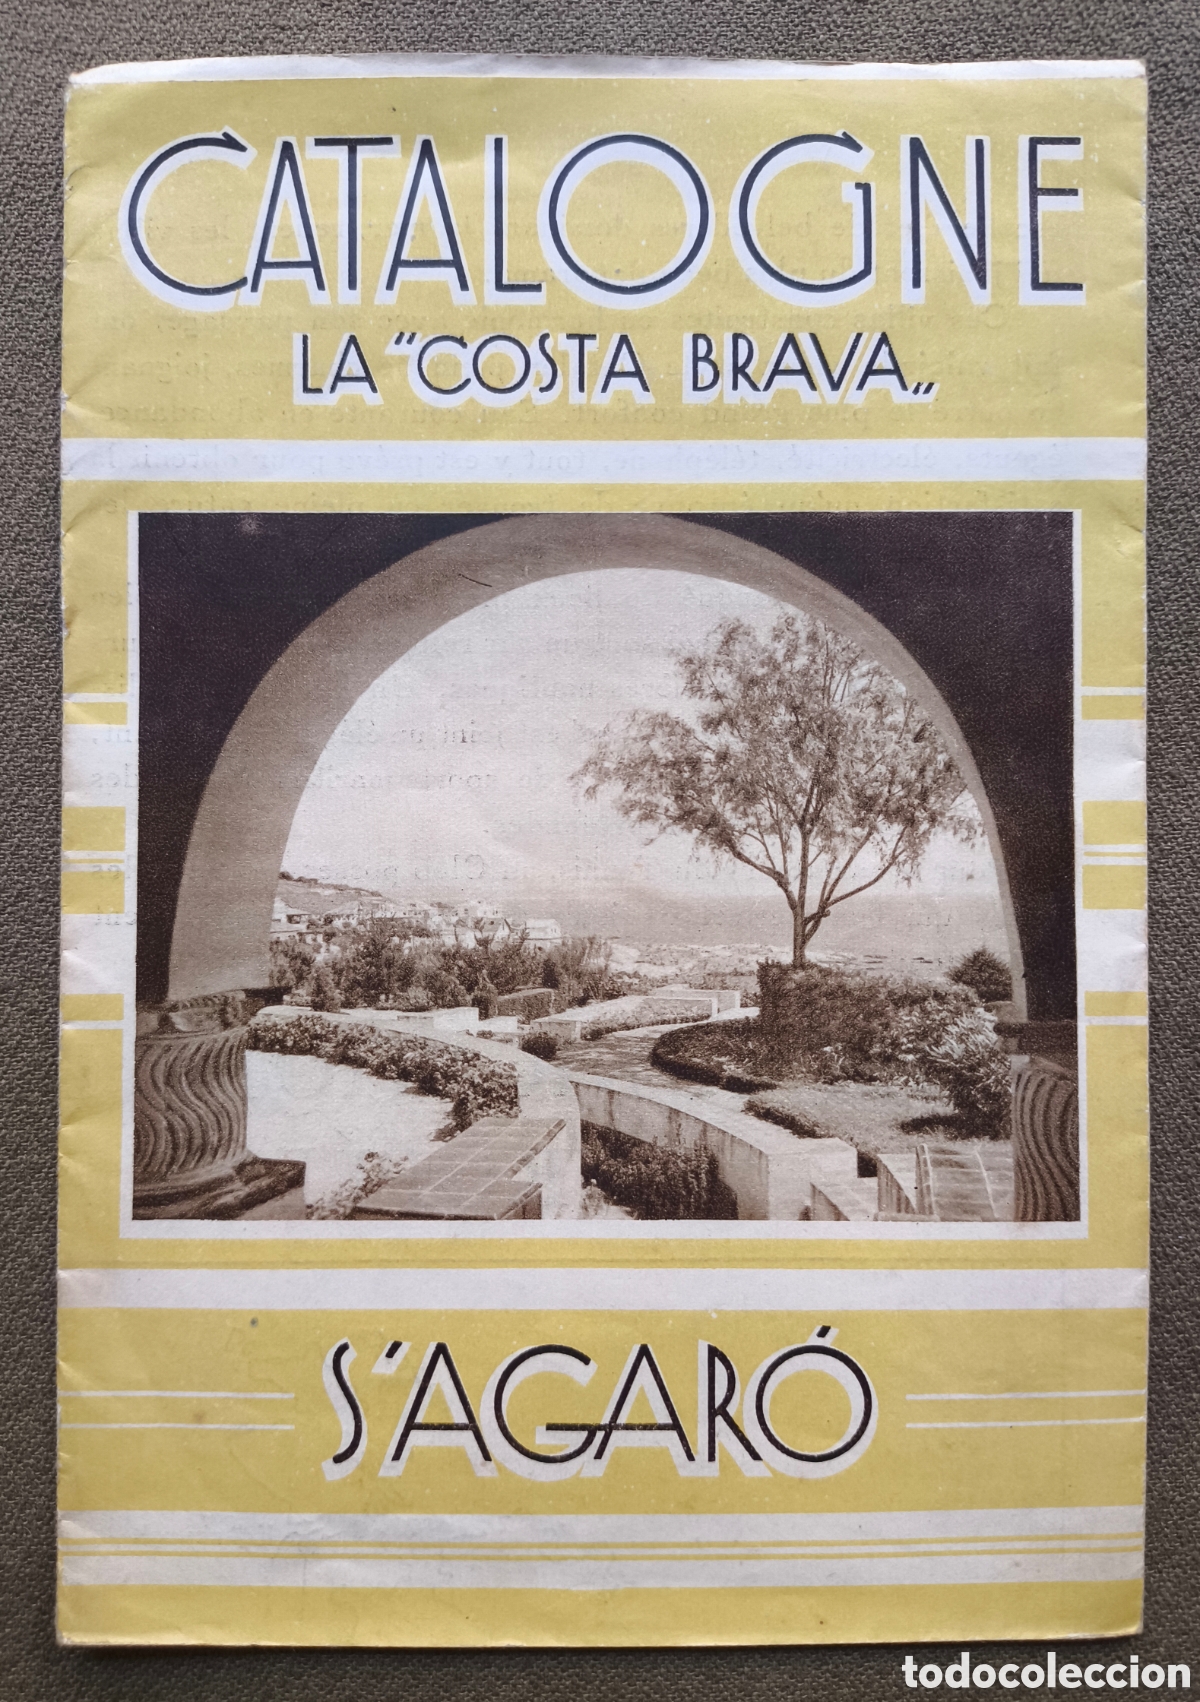 CATALOGNE
LA "COSTA BRAVA„
S'AGARÓ
todocoleccion